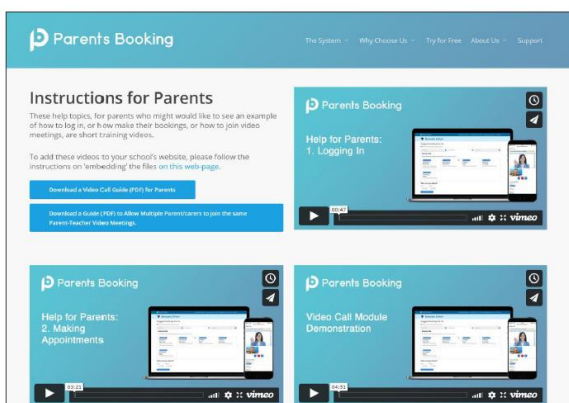 Parents Booking
The System
Why Choose Us
Try for Free
About Us
Support
Instructions for Parents
These help topics, for parents who might would like to see an example
of how to log in, or how make their bookings, or how to join video
meetings, are short training videos.
To add these videos to your school's website, please follow the
instructions on 'embedding' the files on this web-page.
Download a Video Call Guide (PDF) for Parents
Download a Guide (PDF) to Allow Multiple Parent/carers to join the same
Parent-Teacher Video Meetings.
Parents Booking
Help for Parents:
1. Logging In
00:47
vimeo
Parents Booking
Help for Parents:
2. Making
Appointments
03:21
vimeo
Parents Booking
Video Call Module
Demonstration
04:51
vimeo